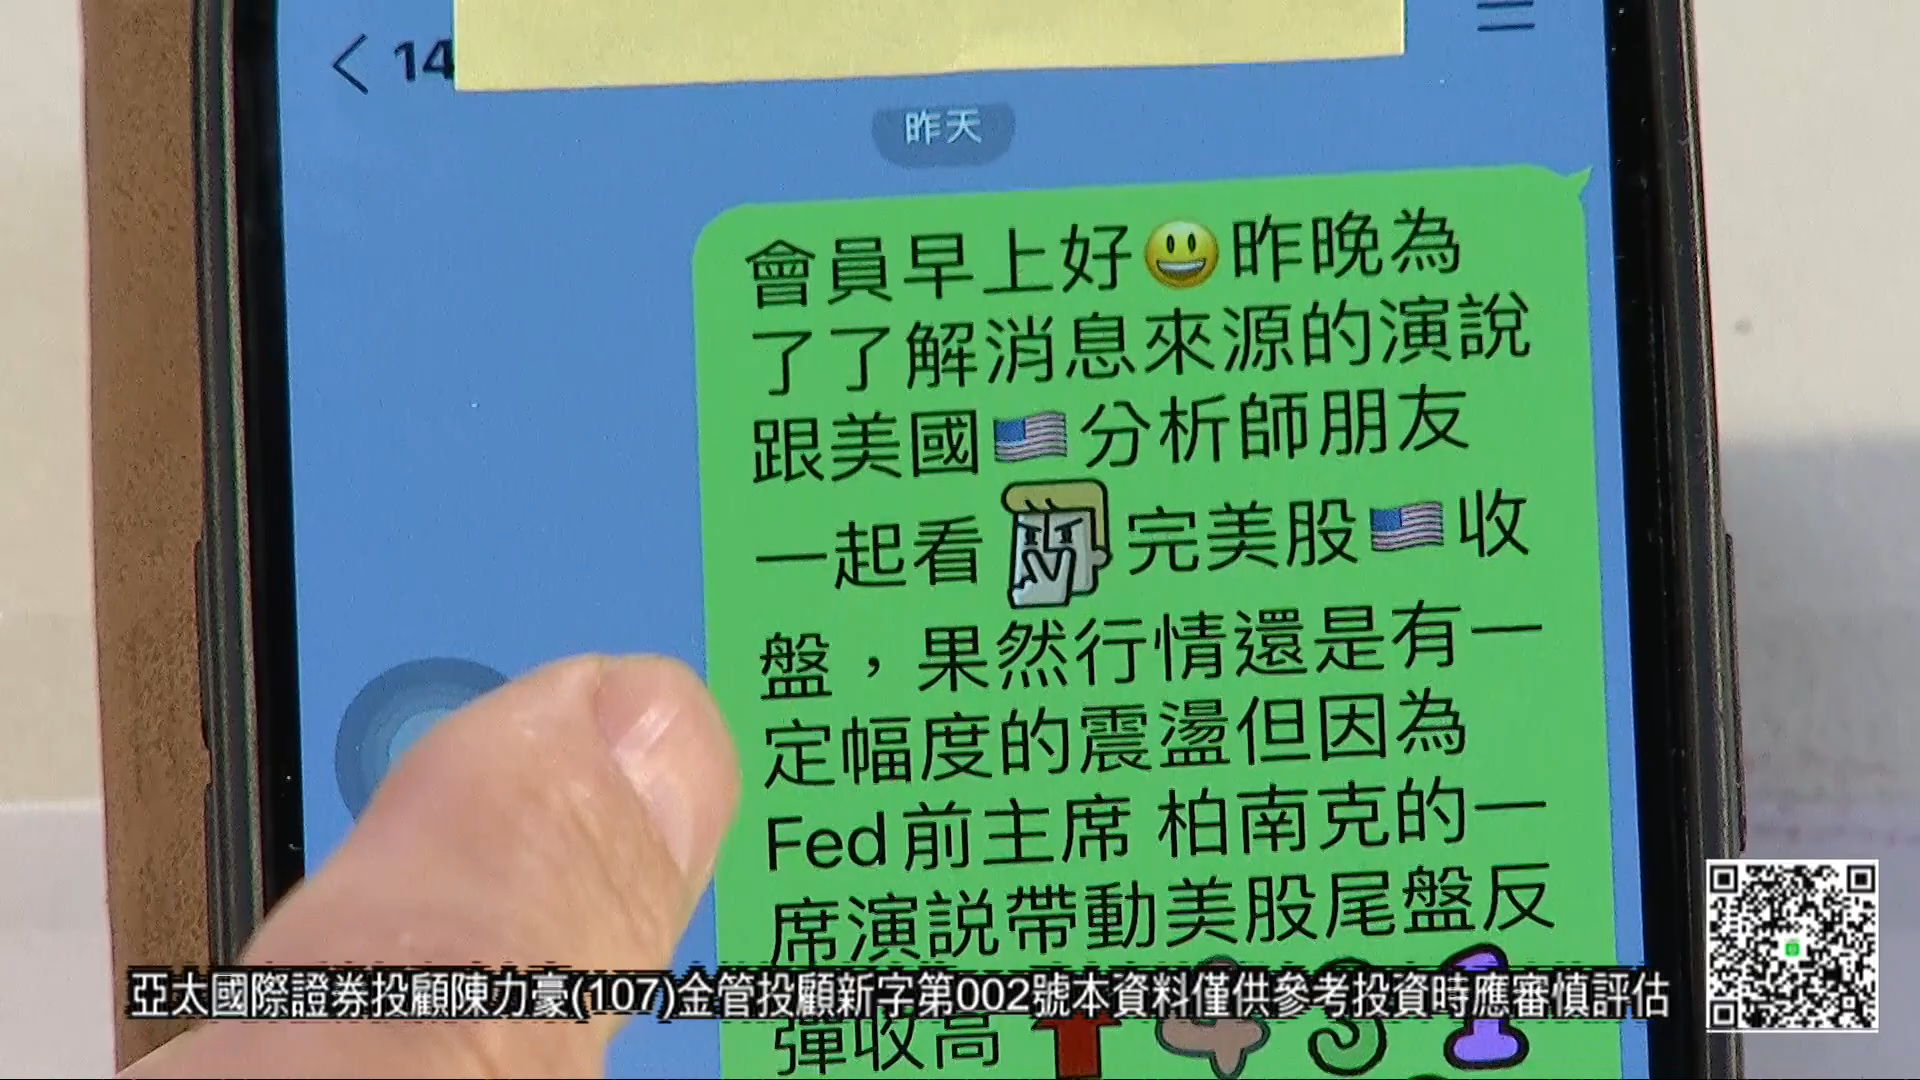 14
昨天
會員早上好😃昨晚為
了了解消息來源的演說
跟美國🇺🇸分析師朋友
一起看完美股🇺🇸收
盤，果然行情還是有一
定幅度的震盪但因為
Fed前主席 柏南克的一
席演説帶動美股尾盤反
彈收高
亞太國際證券投顧陳力豪(107)金管投顧新字第002號本資料僅供參考投資時應審慎評估